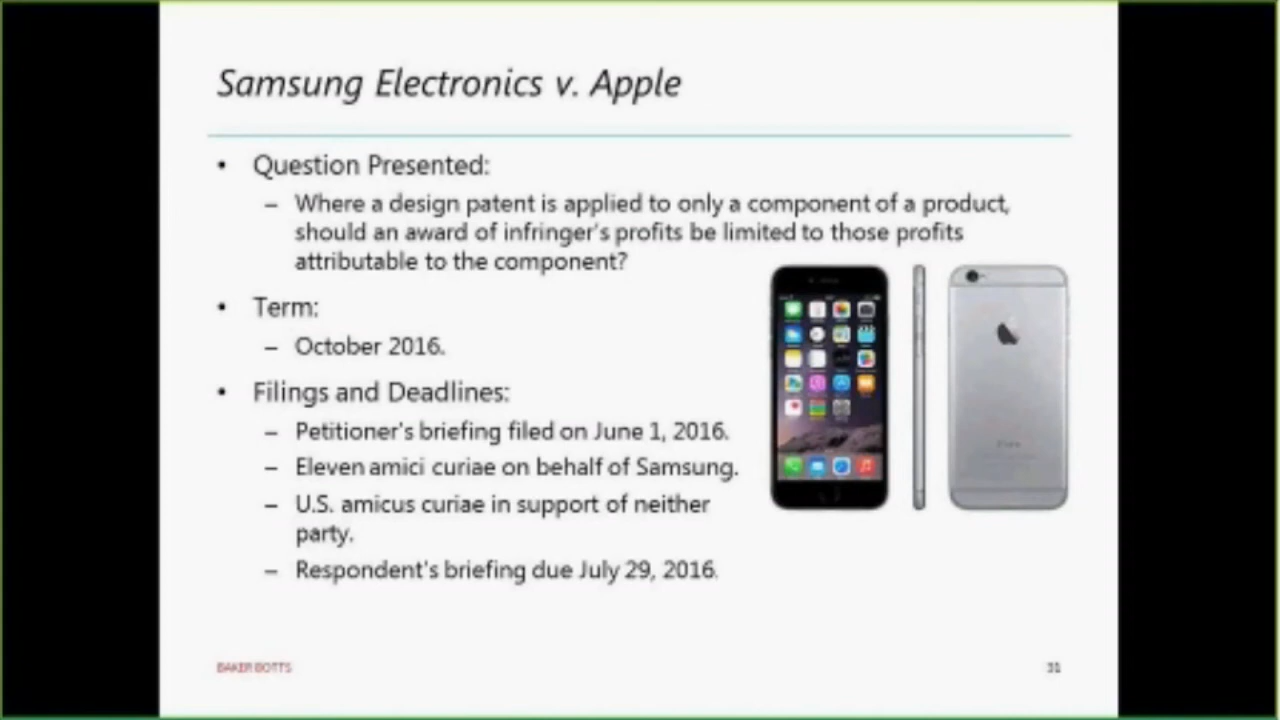 Samsung Electronics v. Apple
• Question Presented:
– Where a design patent is applied to only a component of a product,
should an award of infringer's profits be limited to those profits
attributable to the component?
• Term:
– October 2016.
• Filings and Deadlines:
– Petitioner's briefing filed on June 1, 2016.
– Eleven amici curiae on behalf of Samsung.
– U.S. amicus curiae in support of neither
party.
– Respondent's briefing due July 29, 2016.
BAKER BOTTS
31